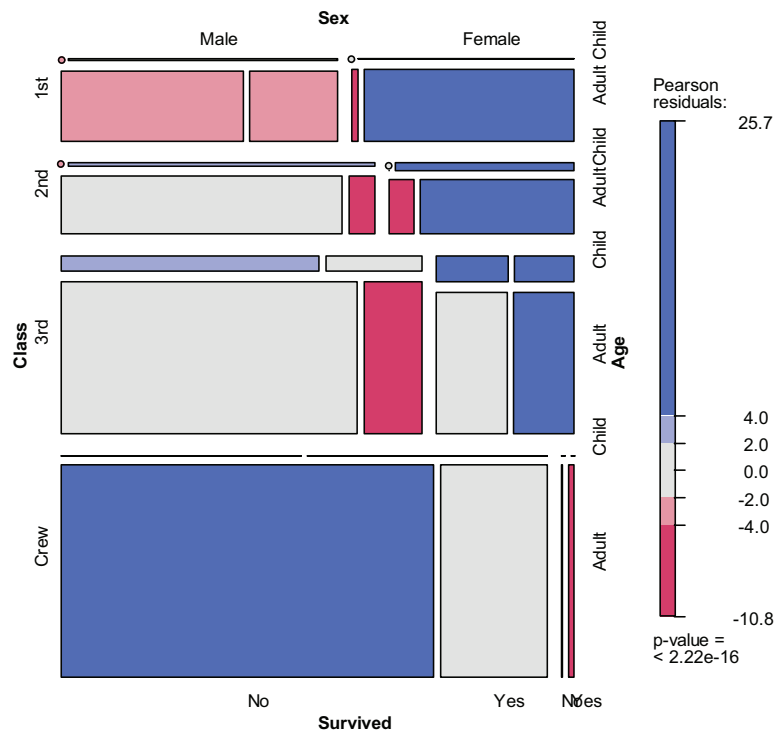 Sex
Male Female
Class
1st
2nd
3rd
Crew
Child
Adult
Child
Adult
Child
Adult
Child
Adult
Age
No Yes No Yes
Survived
Pearson
residuals:
25.7
4.0
2.0
0.0
-2.0
-4.0
-10.8
p-value =
< 2.22e-16